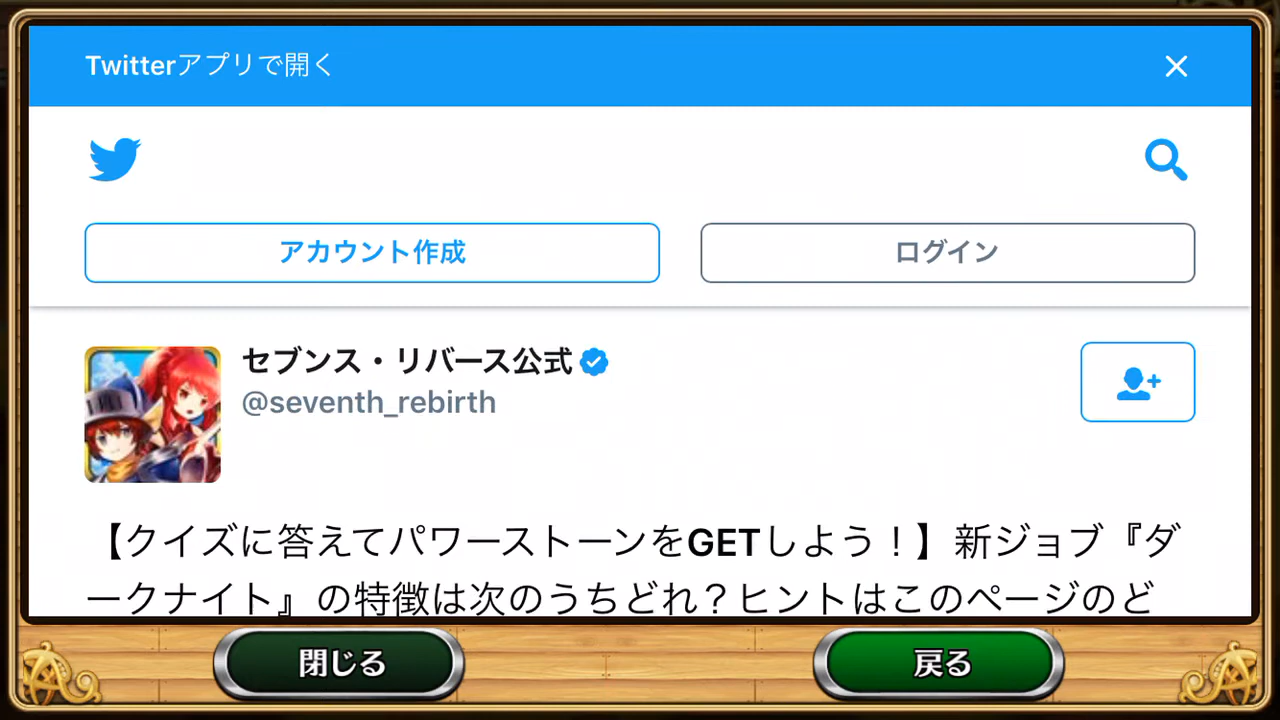 Twitterアプリで開く
アカウント作成
ログイン
セブンス・リバース公式
@seventh_rebirth
【クイズに答えてパワーストーンをGETしよう！】新ジョブ『ダ
ークナイト』の特徴は次のうちどれ？ヒントはこのページのど
閉じる
戻る